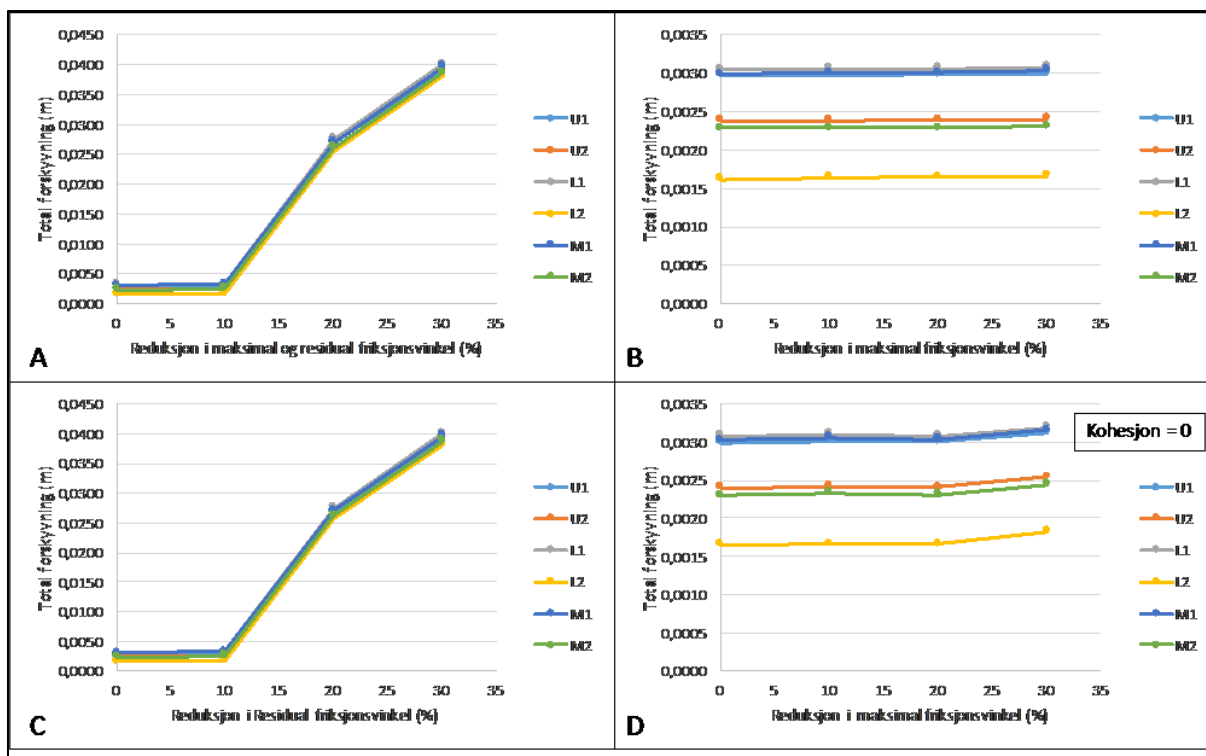 0,0450
0,0400
0,0350
0,0300
0,0250
0,0200
0,0150
0,0100
0,0050
0,0000
Total forskyvning (m)
0 5 10 15 20 25 30 35
Reduksjon i maksimal og residual friksjonsvinkel (%)
U1
U2
L1
L2
M1
M2
A
0,0035
0,0030
0,0025
0,0020
0,0015
0,0010
0,0005
0,0000
Total forskyvning (m)
0 5 10 15 20 25 30 35
Reduksjon i maksimal friksjonsvinkel (%)
U1
U2
L1
L2
M1
M2
B
0,0450
0,0400
0,0350
0,0300
0,0250
0,0200
0,0150
0,0100
0,0050
0,0000
Total forskyvning (m)
0 5 10 15 20 25 30 35
Reduksjon i Residual friksjonsvinkel (%)
U1
U2
L1
L2
M1
M2
C
0,0035
0,0030
0,0025
0,0020
0,0015
0,0010
0,0005
0,0000
Total forskyvning (m)
0 5 10 15 20 25 30 35
Reduksjon i maksimal friksjonsvinkel (%)
Kohesjon = 0
U1
U2
L1
L2
M1
M2
D